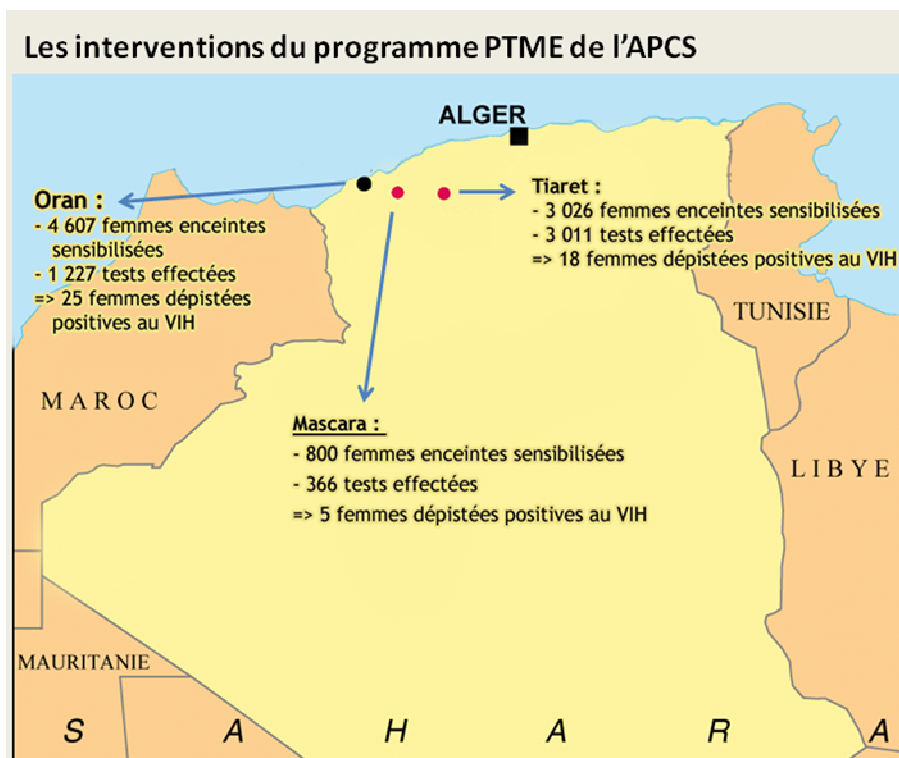 Les interventions du programme PTME de l'APCS
ALGER
Oran :
- 4 607 femmes enceintes
sensibilisées
- 1 227 tests effectées
=> 25 femmes dépistées
positives au VIH
Tiaret :
- 3 026 femmes enceintes sensibilisées
- 3 011 tests effectées
=> 18 femmes dépistées positives au VIH
TUNISIE
MAROC
Mascara :
- 800 femmes enceintes sensibilisées
- 366 tests effectées
=> 5 femmes dépistées positives au VIH
LIBYE
MAURITANIE
SAHARA